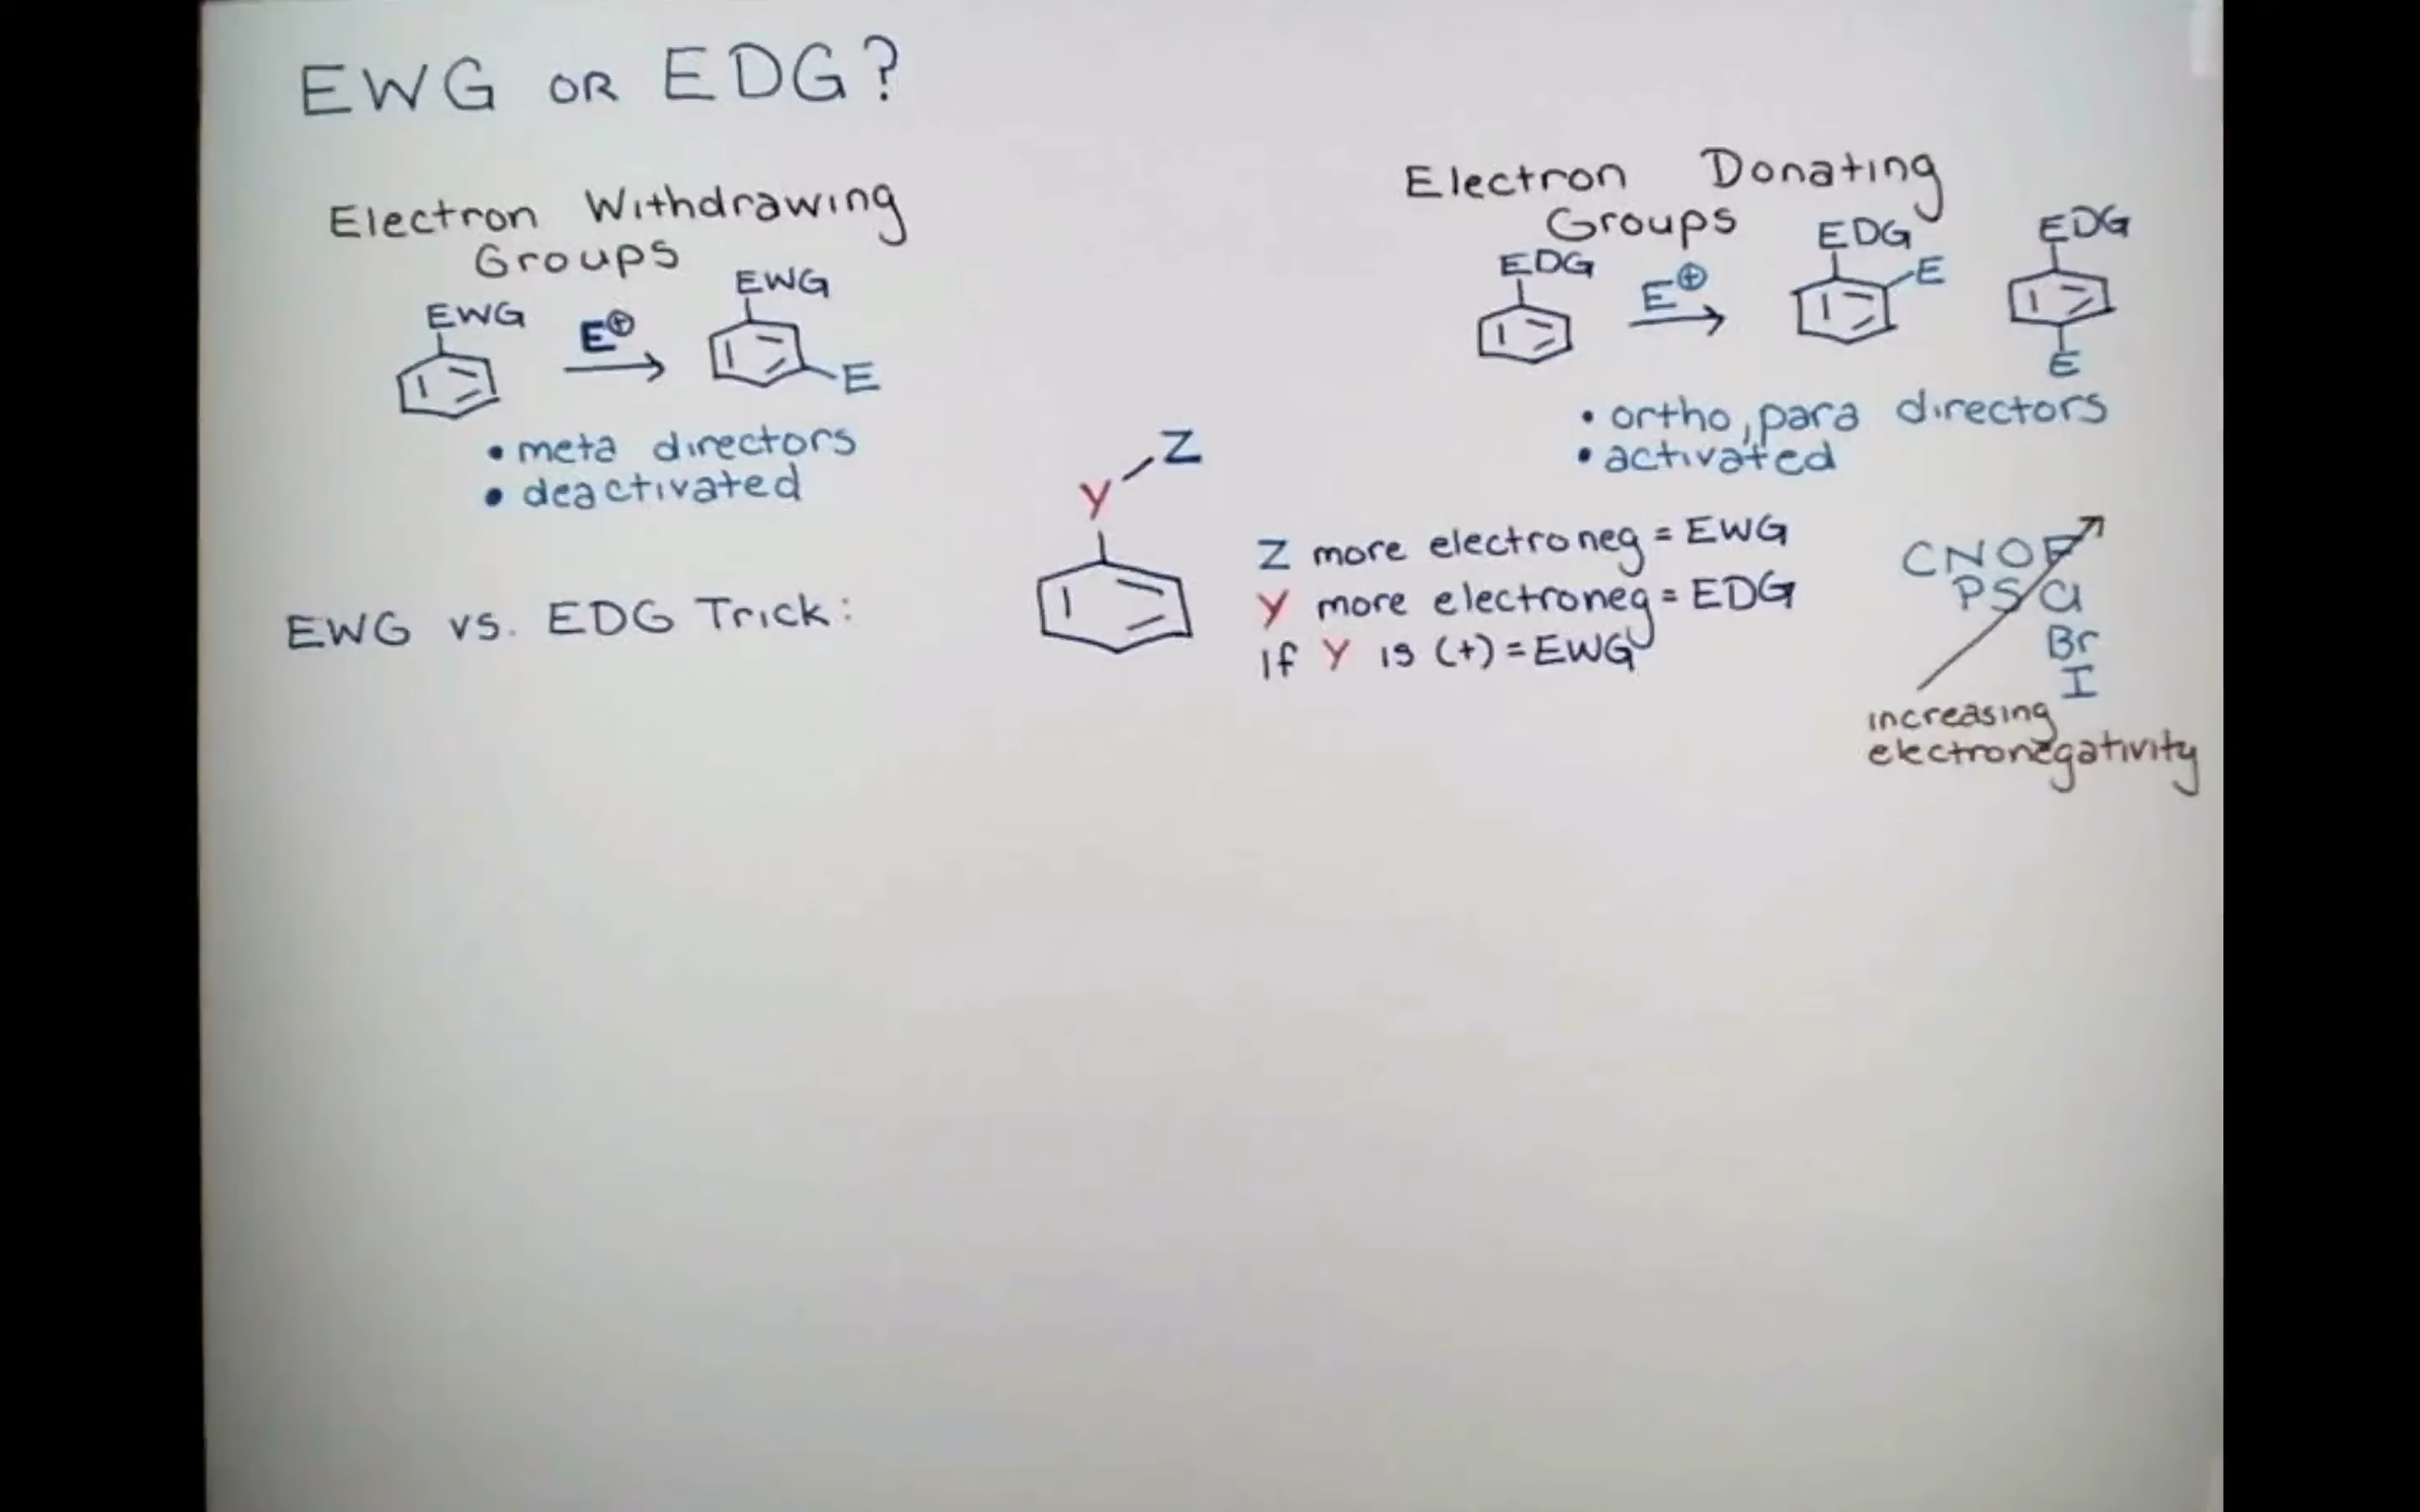 EWG OR EDG?
Electron Withdrawing
Groups
EWG
E⊕
EWG
E
• meta directors
• deactivated
Electron Donating
Groups
EDG
E⊕
EDG
E
EDG
E
• ortho, para directors
• activated
EWG vs. EDG Trick:
Z
Y
Z more electroneg = EWG
Y more electroneg = EDG
If Y is (+) = EWG
CNOF
PSCl
Br
I
increasing
electronegativity